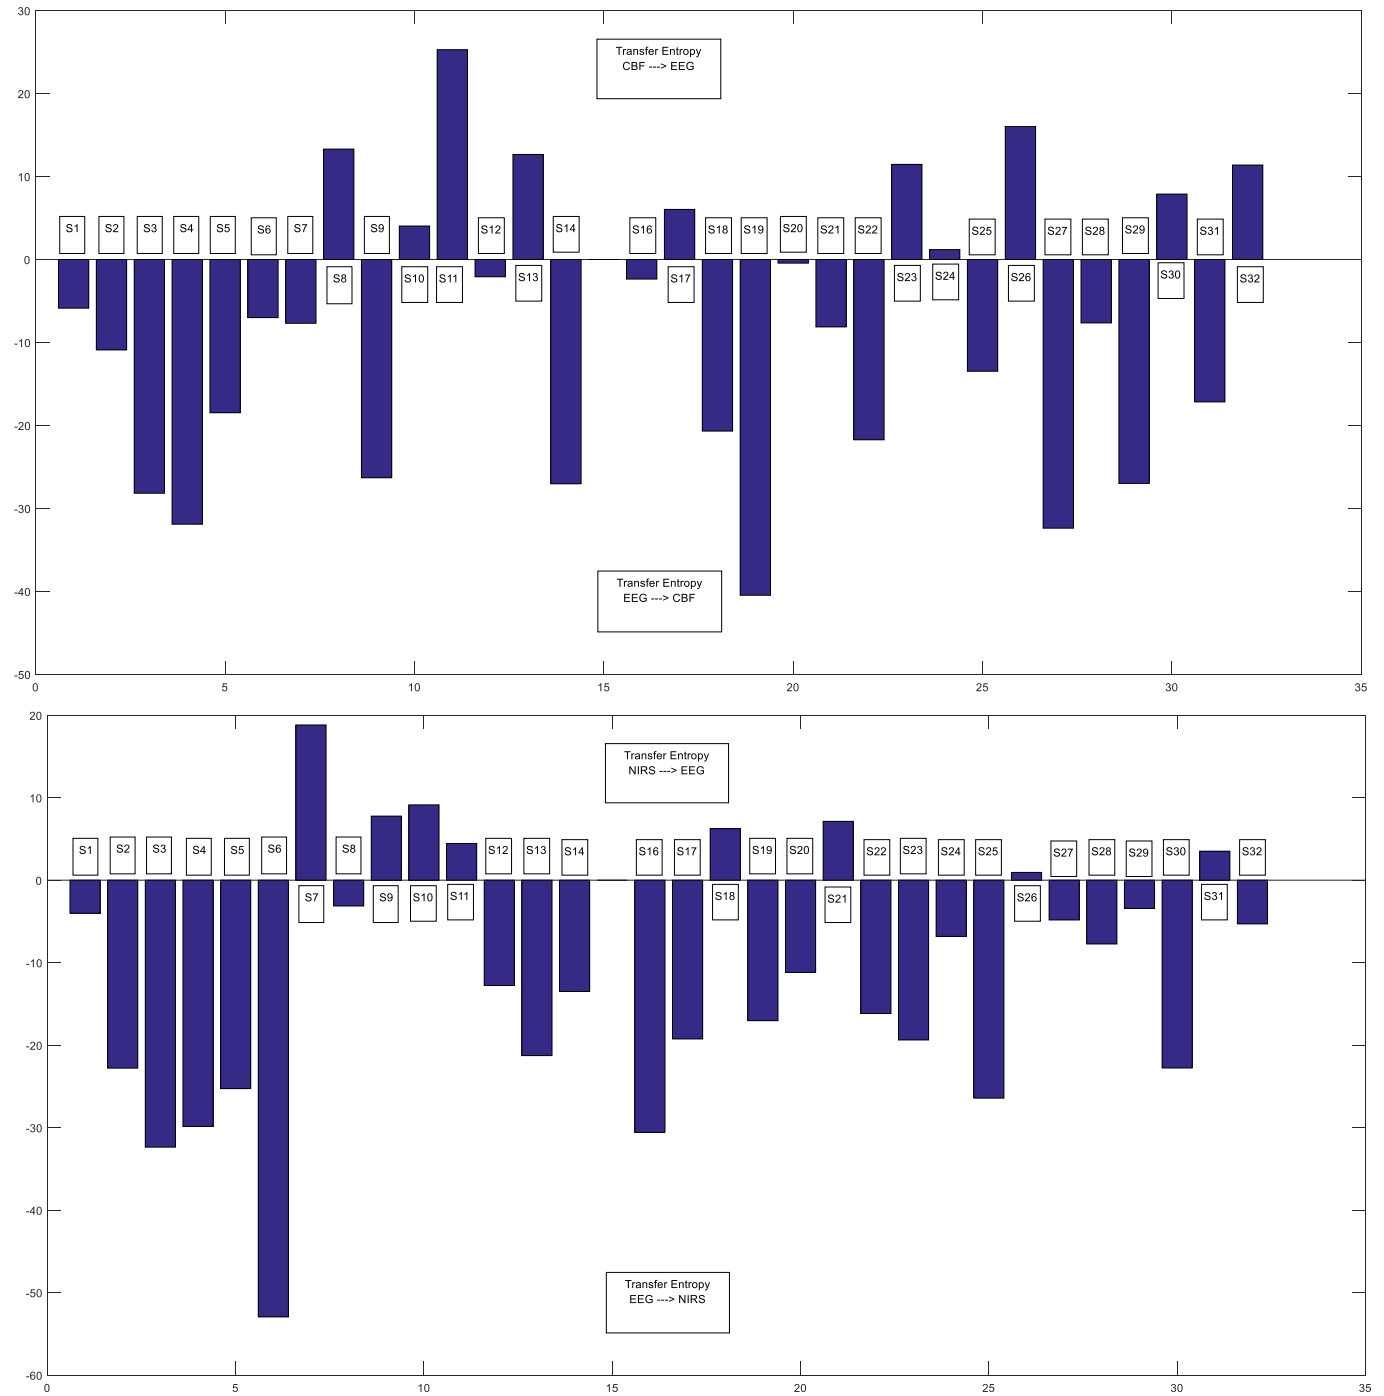 30
20
10
0
-10
-20
-30
-40
-50
Transfer Entropy
CBF ---> EEG
S1 S2 S3 S4 S5 S6 S7 S9 S12 S14 S16 S18 S19 S20 S21 S22 S25 S27 S28 S29 S31
S8 S10 S11 S13 S17 S23 S24 S26 S30 S32
Transfer Entropy
EEG ---> CBF
0 5 10 15 20 25 30 35
20
10
0
-10
-20
-30
-40
-50
-60
Transfer Entropy
NIRS ---> EEG
S1 S2 S3 S4 S5 S6 S8 S12 S13 S14 S16 S17 S19 S20 S22 S23 S24 S25 S27 S28 S29 S30 S32
S7 S9 S10 S11 S18 S21 S26 S31
Transfer Entropy
EEG ---> NIRS
0 5 10 15 20 25 30 35